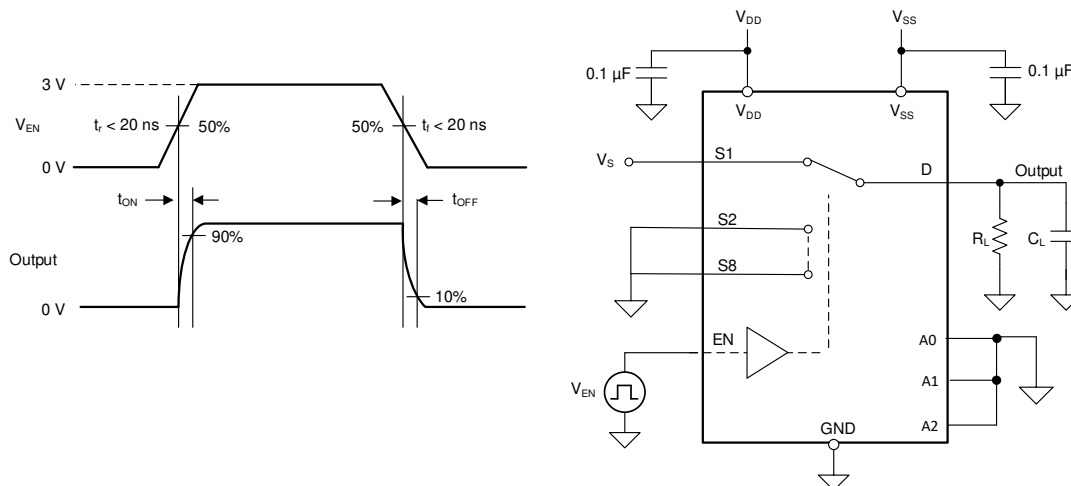 3 V
V_EN
t_r < 20 ns
50%
50%
t_f < 20 ns
0 V
t_ON
t_OFF
90%
Output
10%
0 V
V_DD
V_SS
0.1 µF
0.1 µF
V_DD
V_SS
V_S
S1
D
Output
S2
R_L
C_L
S8
EN
A0
V_EN
A1
A2
GND